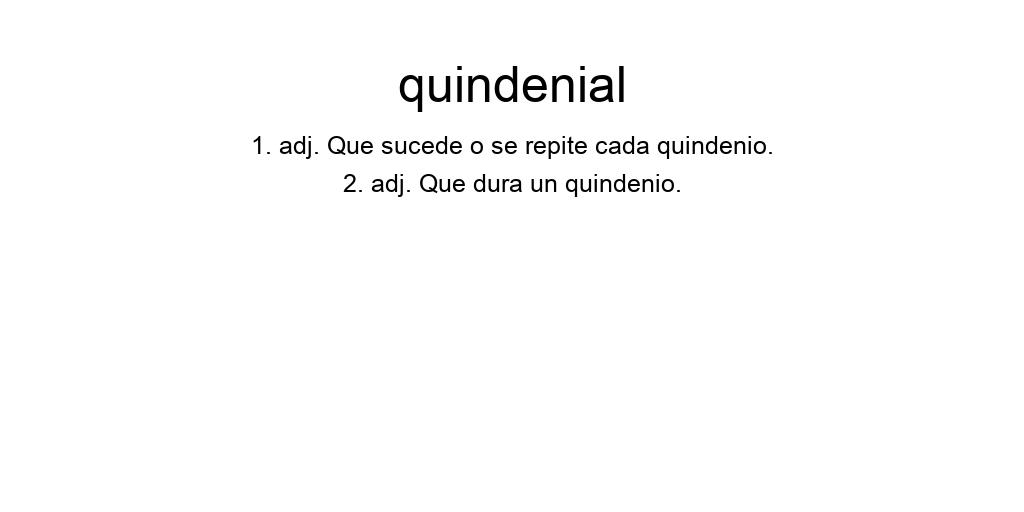 quindenial
1. adj. Que sucede o se repite cada quindenio.
2. adj. Que dura un quindenio.